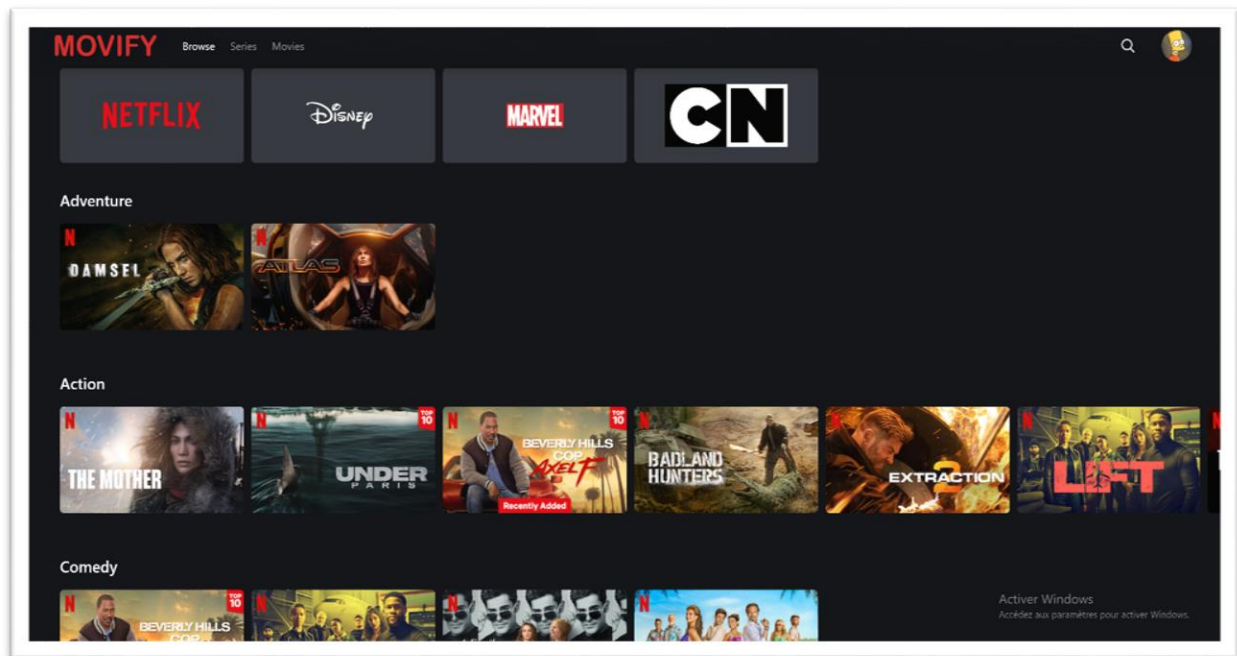 MOVIFY Browse Series Movies
NETFLIX DISNEY MARVEL CN
Adventure
N N
DAMSEL ATLAS
Action
N TOP 10 TOP 10 N N
THE MOTHER
UNDER
PARIS
BEVERLY HILLS
COP
AXEL F
Recently Added
BADLAND
HUNTERS
EXTRACTION
2
LIFT
Comedy
N TOP 10 N N N
BEVERLY HILLS
COP
Activer Windows
Accédez aux paramètres pour activer Windows.